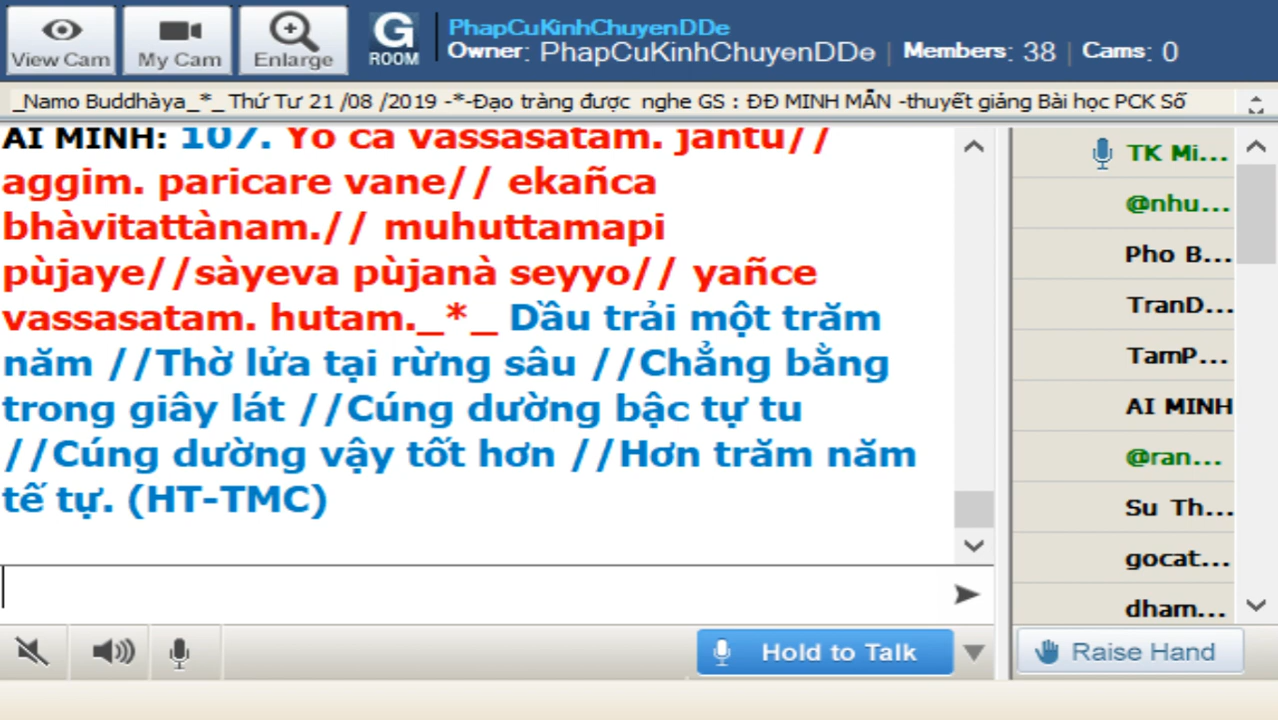 View Cam
My Cam
Enlarge
G
ROOM
PhapCuKinhChuyenDDe
Owner: PhapCuKinhChuyenDDe | Members: 38 | Cams: 0
_Namo Buddhàya_*_ Thứ Tư 21 /08 /2019 -*-Đạo tràng được nghe GS : ĐĐ MINH MẪN -thuyết giảng Bài học PCK Số
AI MINH: 107. Yo ca vassasatam. jantu//
aggim. paricare vane// ekañca
bhàvitattànam.// muhuttamapi
pùjaye//sàyeva pùjanà seyyo// yañce
vassasatam. hutam._*_ Dầu trải một trăm
năm //Thờ lửa tại rừng sâu //Chẳng bằng
trong giây lát //Cúng dường bậc tự tu
//Cúng dường vậy tốt hơn //Hơn trăm năm
tế tự. (HT-TMC)
TK Mi...
@nhu...
Pho B...
TranD...
TamP...
AI MINH
@ran...
Su Th...
gocat...
dham...
Hold to Talk
Raise Hand